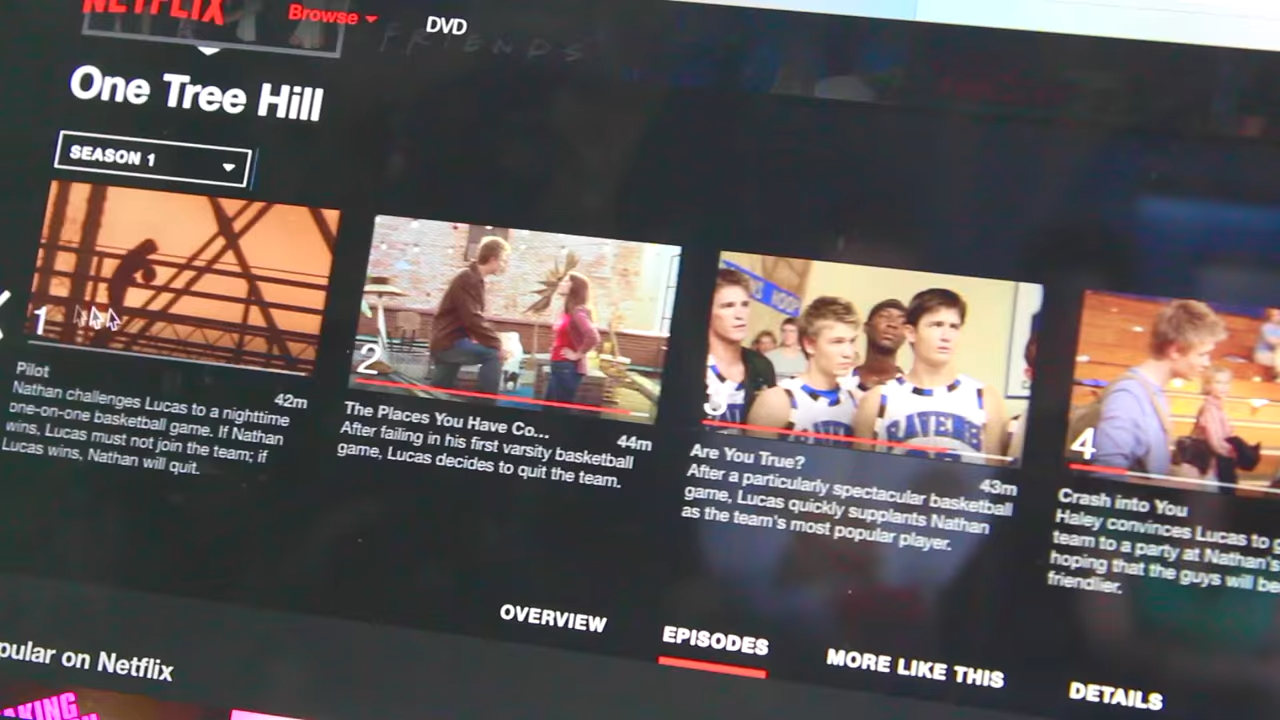 NETFLIX
Browse
DVD
FRIENDS
One Tree Hill
SEASON 1
1
Pilot
42m
Nathan challenges Lucas to a nighttime
one-on-one basketball game. If Nathan
wins, Lucas must not join the team; if
Lucas wins, Nathan will quit.
2
The Places You Have Co...
44m
After failing in his first varsity basketball
game, Lucas decides to quit the team.
3
RAVENS
Are You True?
43m
After a particularly spectacular basketball
game, Lucas quickly supplants Nathan
as the team's most popular player.
4
Crash into You
Haley convinces Lucas to
team to a party at Nathan's
hoping that the guys will be
friendlier.
OVERVIEW
EPISODES
MORE LIKE THIS
DETAILS
pular on Netflix
AKING